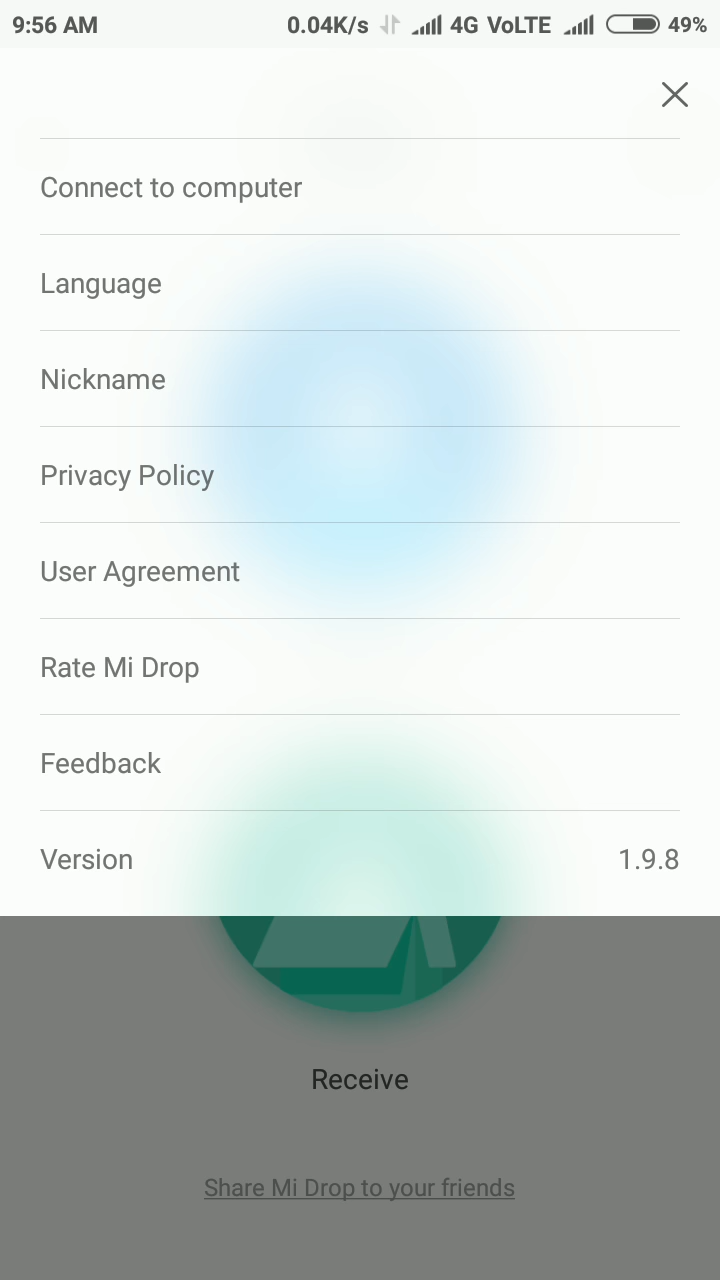 9:56 AM 0.04K/s 4G VoLTE 49%
Connect to computer
Language
Nickname
Privacy Policy
User Agreement
Rate Mi Drop
Feedback
Version 1.9.8
Receive
Share Mi Drop to your friends